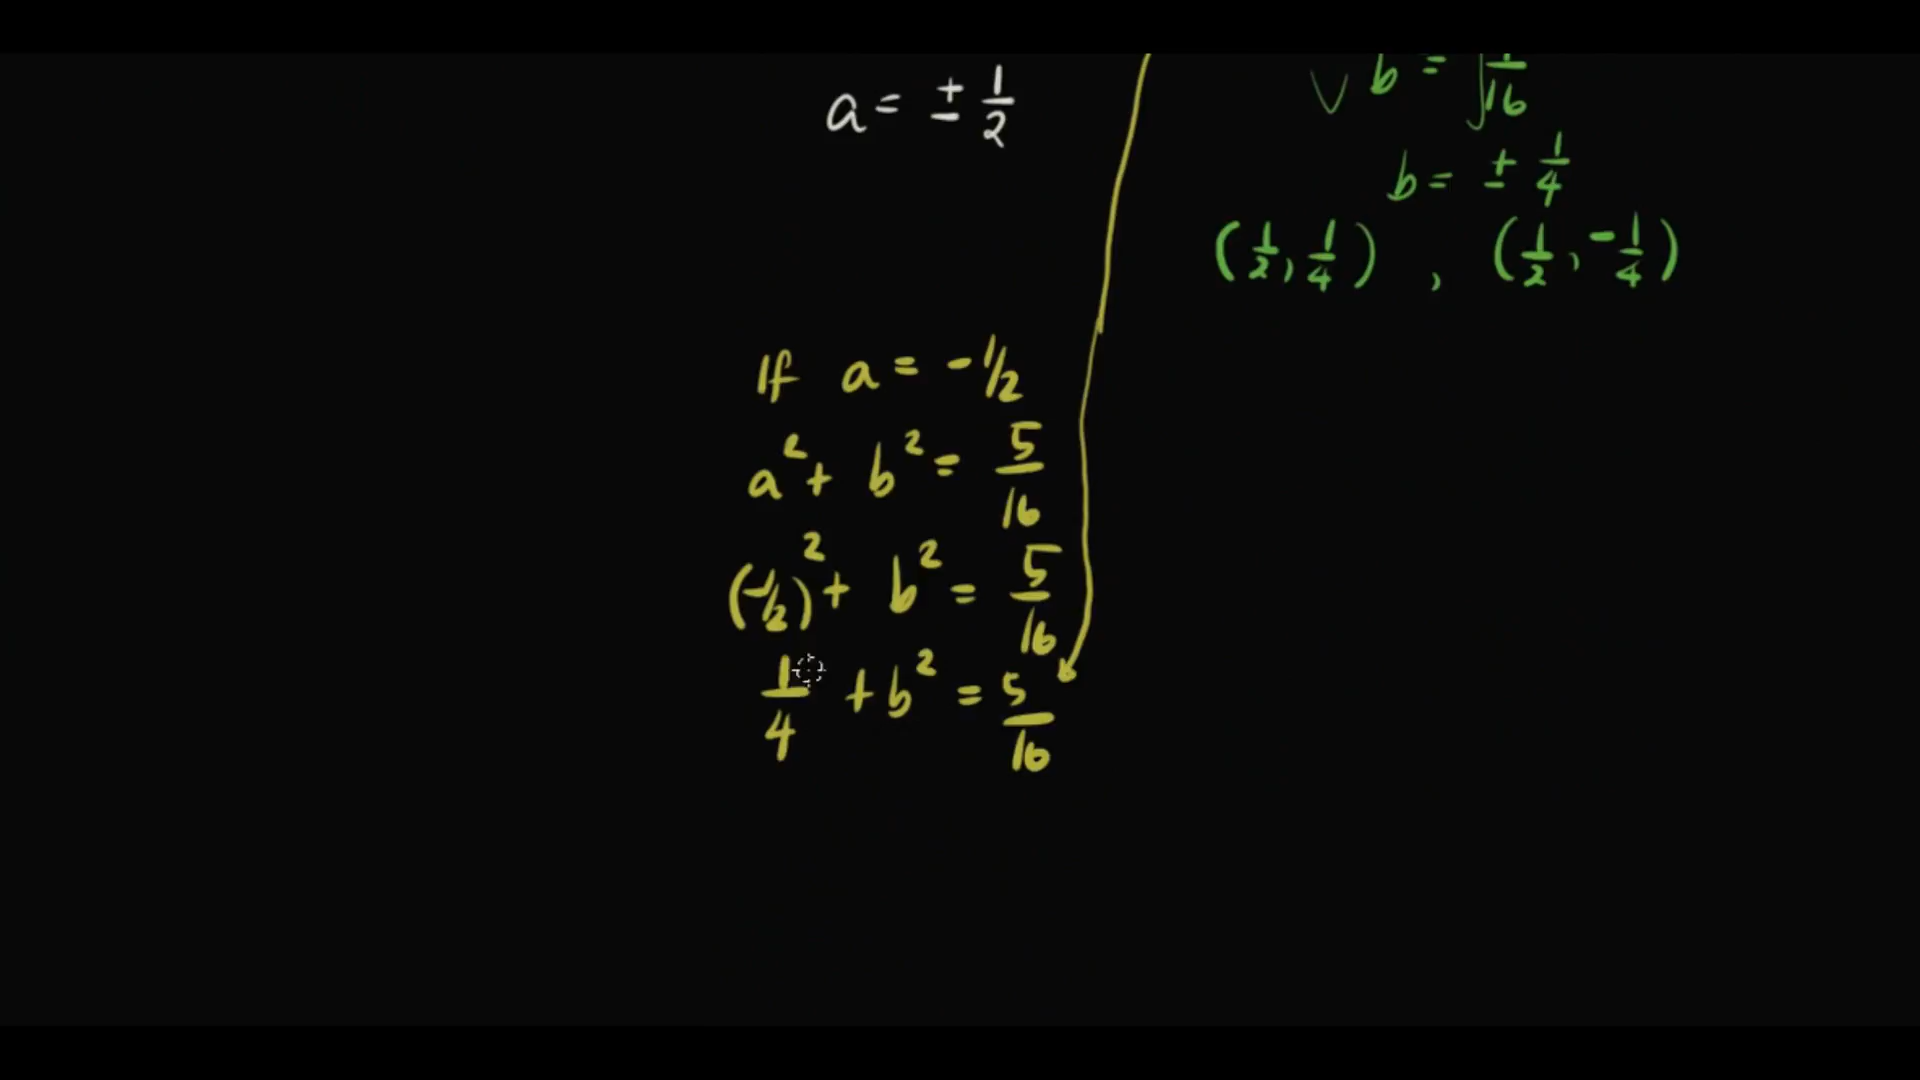 a = ± 1/2
b = √1/16
b = ± 1/4
(1/2, 1/4) , (1/2, -1/4)
If a = -1/2
a² + b² = 5/16
(-1/2)² + b² = 5/16
1/4 + b² = 5/16